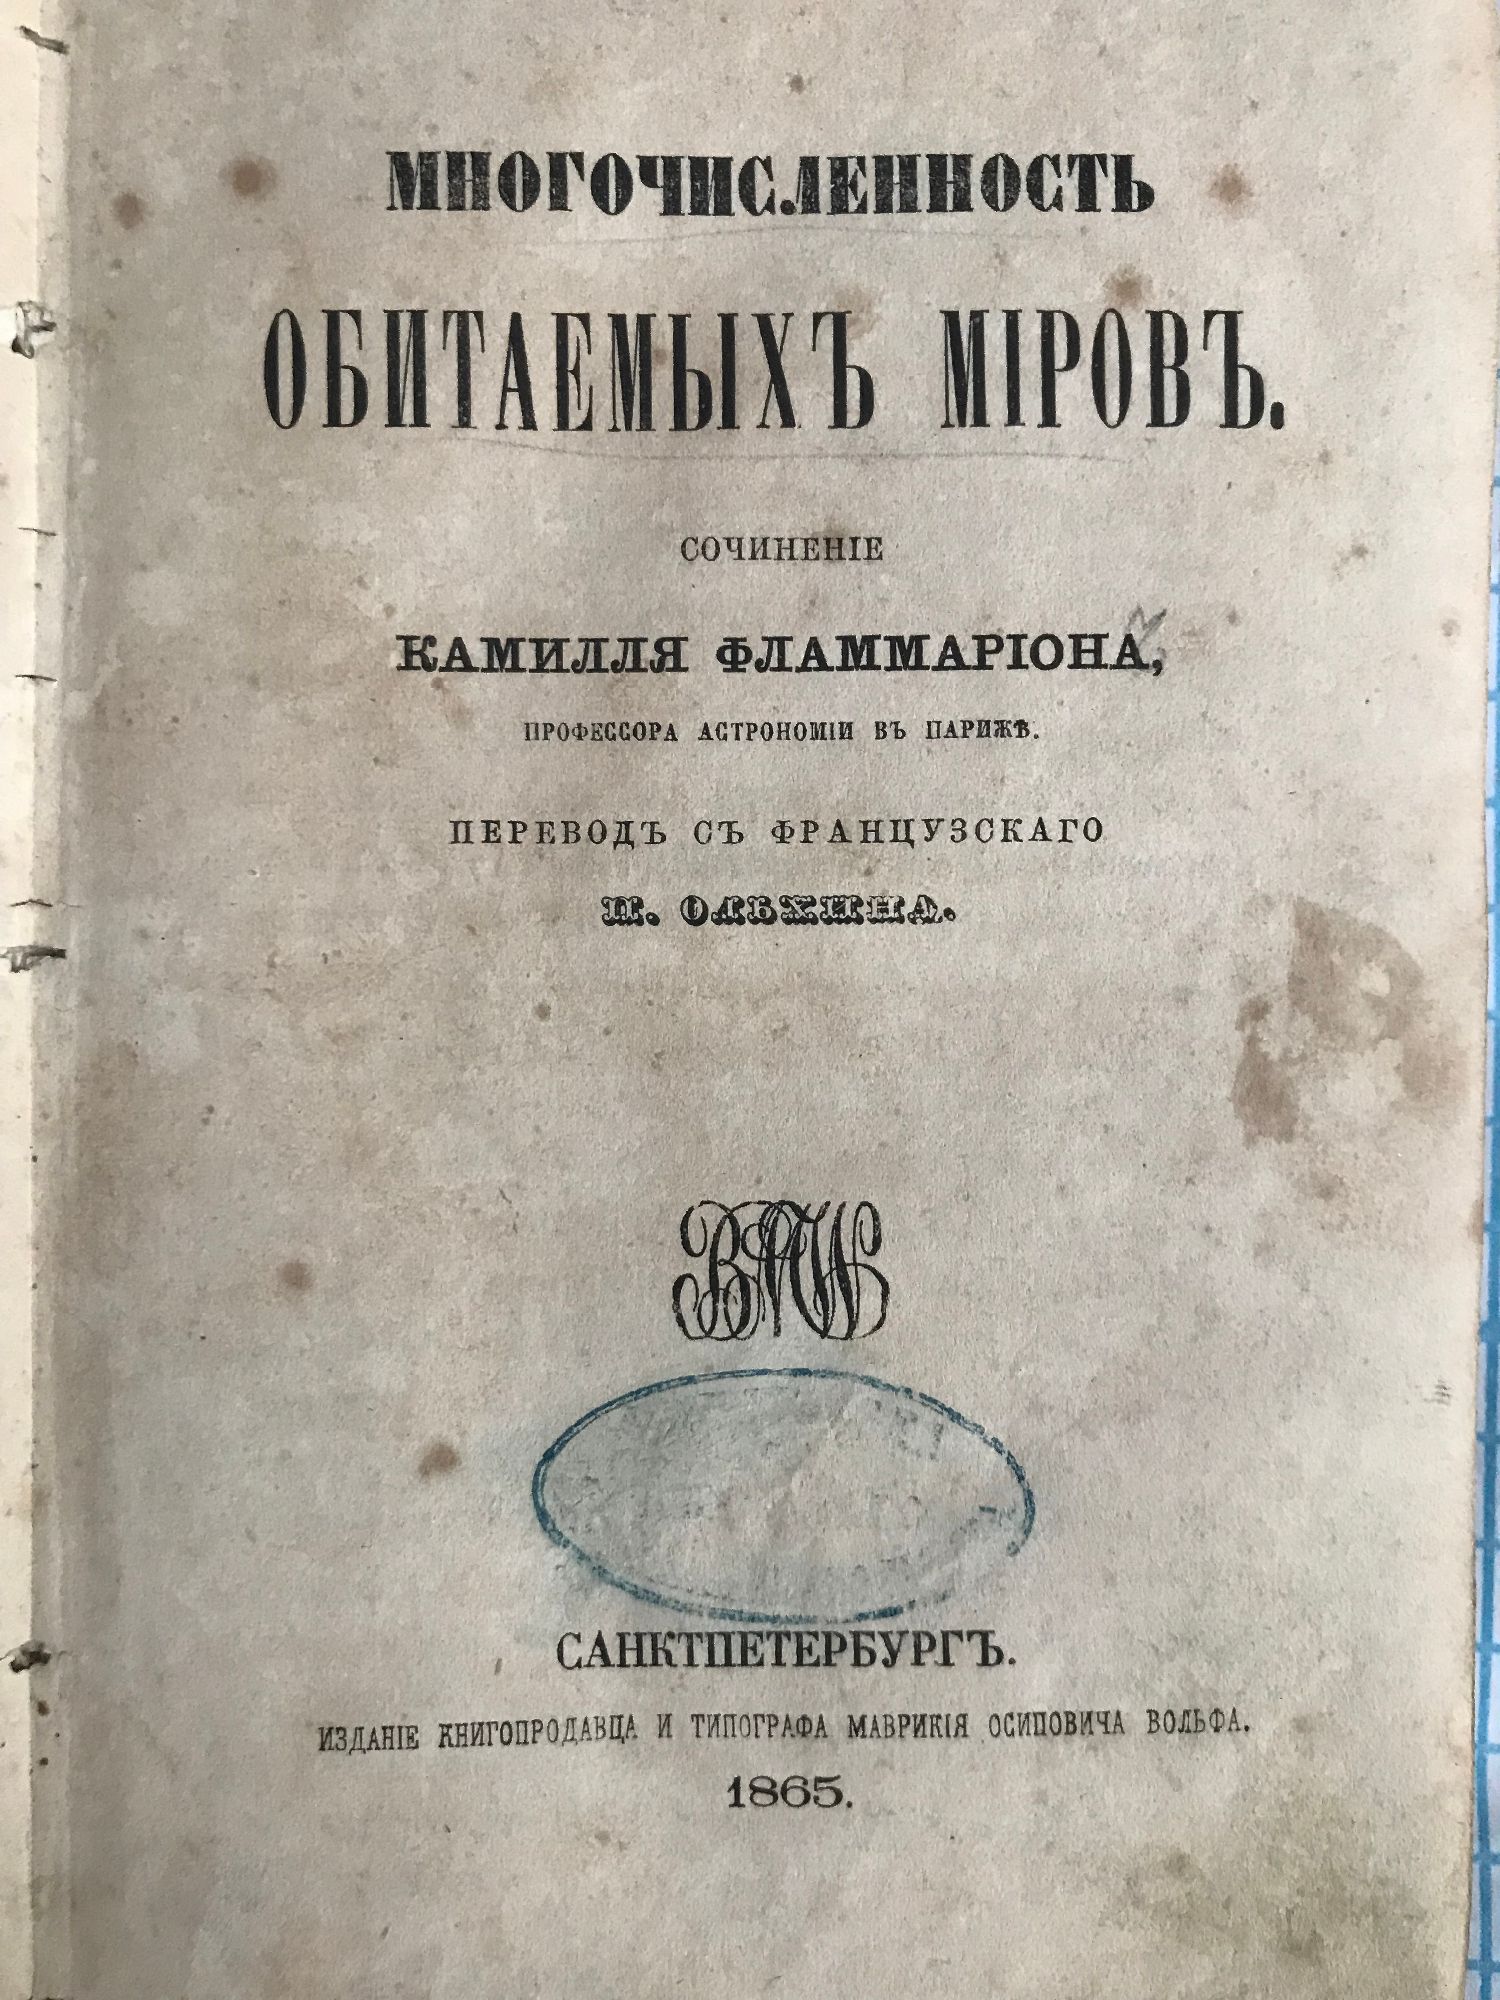 МНОГОЧИСЛЕННОСТЬ
ОБИТАЕМЫХЪ МІРОВЪ.
СОЧИНЕНІЕ
КАМИЛЛЯ ФЛАММАРІОНА,
ПРОФЕССОРА АСТРОНОМІИ ВЪ ПАРИЖѢ.
ПЕРЕВОДЪ СЪ ФРАНЦУЗСКАГО
П. ОЛЬХИНА.
САНКТПЕТЕРБУРГЪ.
ИЗДАНІЕ КНИГОПРОДАВЦА И ТИПОГРАФА МАВРИКІЯ ОСИПОВИЧА ВОЛЬФА.
1865.